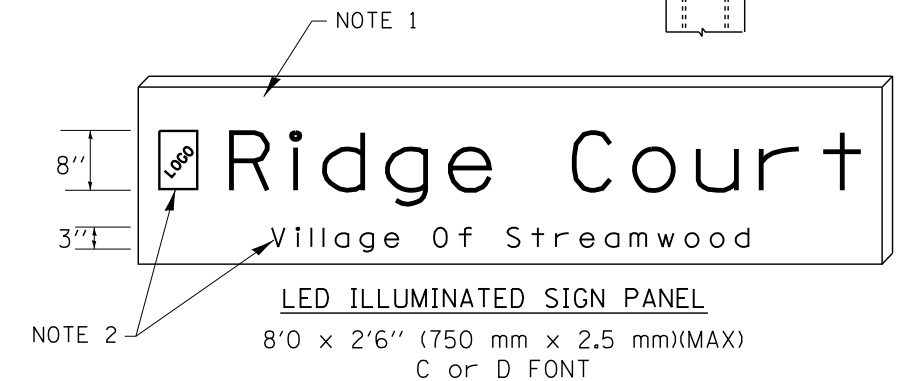 NOTE 1
8''
LOGO
Ridge Court
3''
Village Of Streamwood
NOTE 2
LED ILLUMINATED SIGN PANEL
8'0 x 2'6'' (750 mm x 2.5 mm)(MAX)
C or D FONT